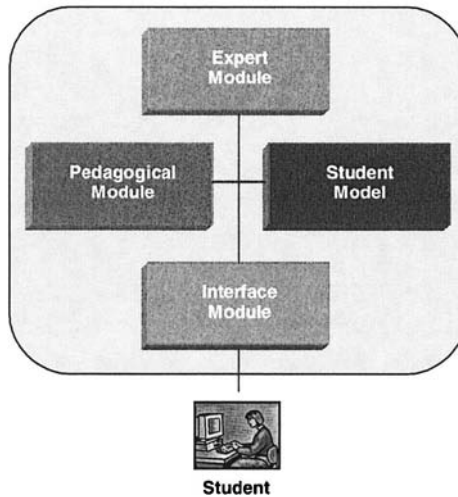 Expert
Module
Pedagogical
Module
Student
Model
Interface
Module
Student